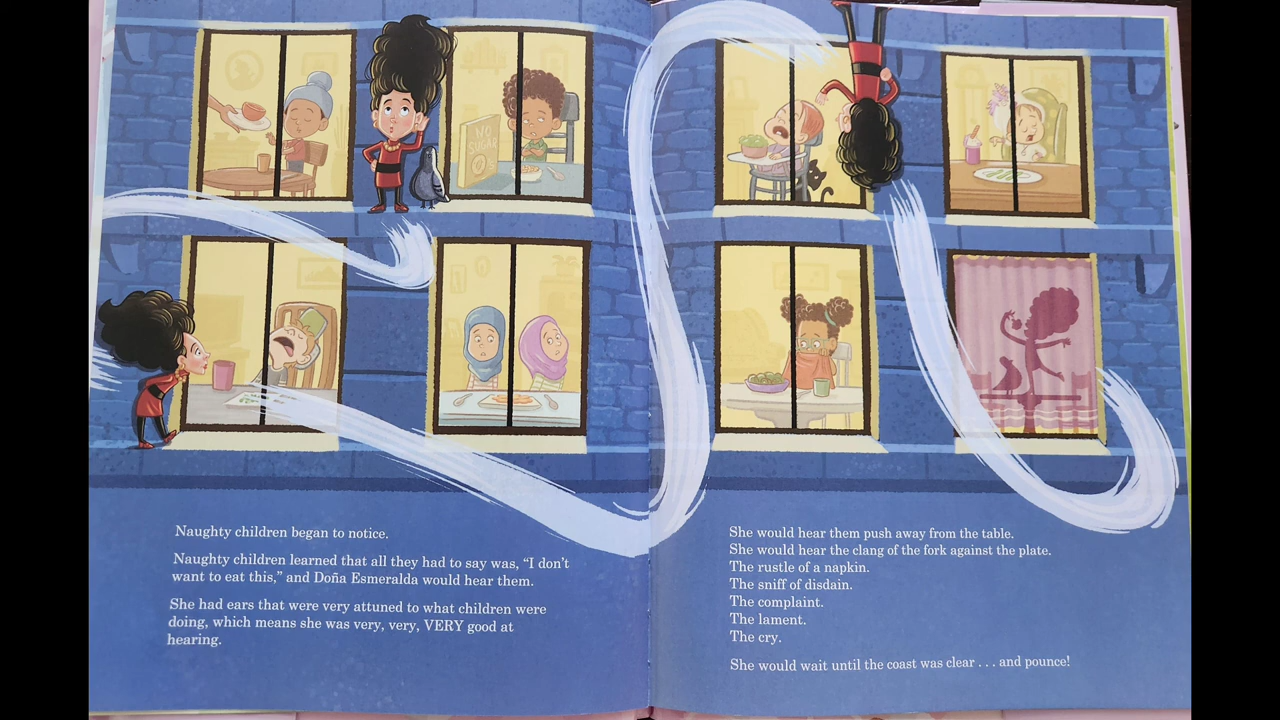 NO
SUGAR
Naughty children began to notice.
Naughty children learned that all they had to say was, “I don’t
want to eat this,” and Doña Esmeralda would hear them.
She had ears that were very attuned to what children were
doing, which means she was very, very, VERY good at
hearing.
She would hear them push away from the table.
She would hear the clang of the fork against the plate.
The rustle of a napkin.
The sniff of disdain.
The complaint.
The lament.
The cry.
She would wait until the coast was clear . . . and pounce!